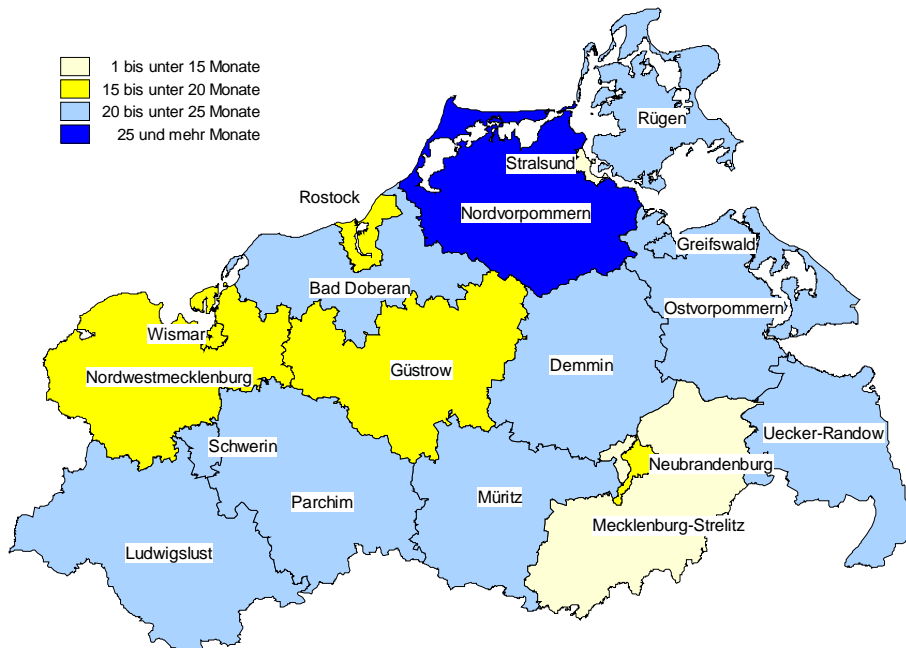 1 bis unter 15 Monate
15 bis unter 20 Monate
20 bis unter 25 Monate
25 und mehr Monate
Rügen
Stralsund
Rostock
Nordvorpommern
Greifswald
Bad Doberan
Ostvorpommern
Wismar
Nordwestmecklenburg
Güstrow
Demmin
Schwerin
Uecker-Randow
Neubrandenburg
Parchim
Müritz
Mecklenburg-Strelitz
Ludwigslust